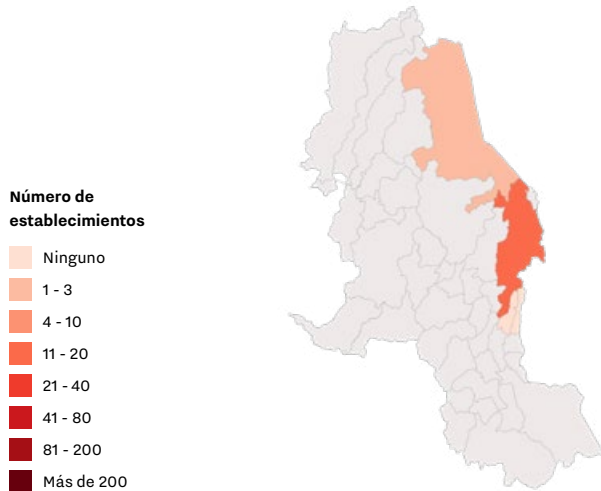 Número de
establecimientos
Ninguno
1 - 3
4 - 10
11 - 20
21 - 40
41 - 80
81 - 200
Más de 200